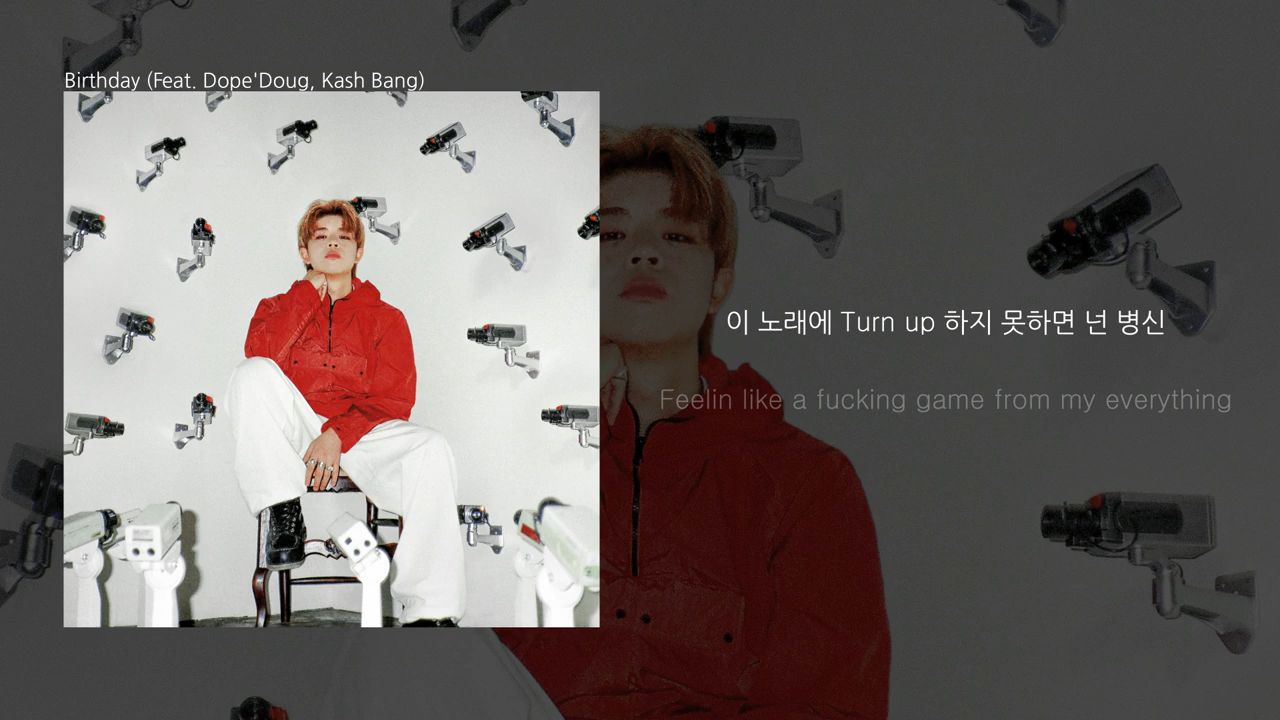 Birthday (Feat. Dope'Doug, Kash Bang)
이 노래에 Turn up 하지 못하면 넌 병신
Feelin like a fucking game from my everything